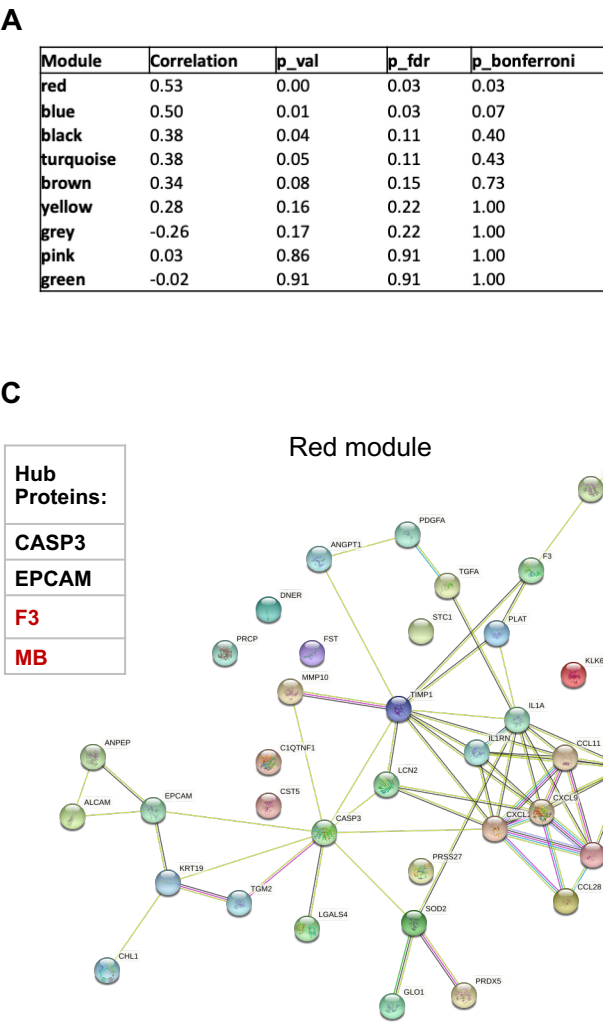 A
Module Correlation p_val p_fdr p_bonferroni
red 0.53 0.00 0.03 0.03
blue 0.50 0.01 0.03 0.07
black 0.38 0.04 0.11 0.40
turquoise 0.38 0.05 0.11 0.43
brown 0.34 0.08 0.15 0.73
yellow 0.28 0.16 0.22 1.00
grey -0.26 0.17 0.22 1.00
pink 0.03 0.86 0.91 1.00
green -0.02 0.91 0.91 1.00
C
Hub
Proteins:
CASP3
EPCAM
F3
MB
Red module
PDGFA
ANGPT1
F3
TGFA
DNER
STC1
PLAT
PRCP
FST
KLK6
MMP10
TIMP1
IL1A
IL1RN
CCL11
ANPEP
C1QTNF1
LCN2
ALCAM
EPCAM
CST5
CXCL9
CASP3
PRSS27
KRT19
TGM2
CCL28
LGALS4
SOD2
CHL1
GLO1
PRDX5